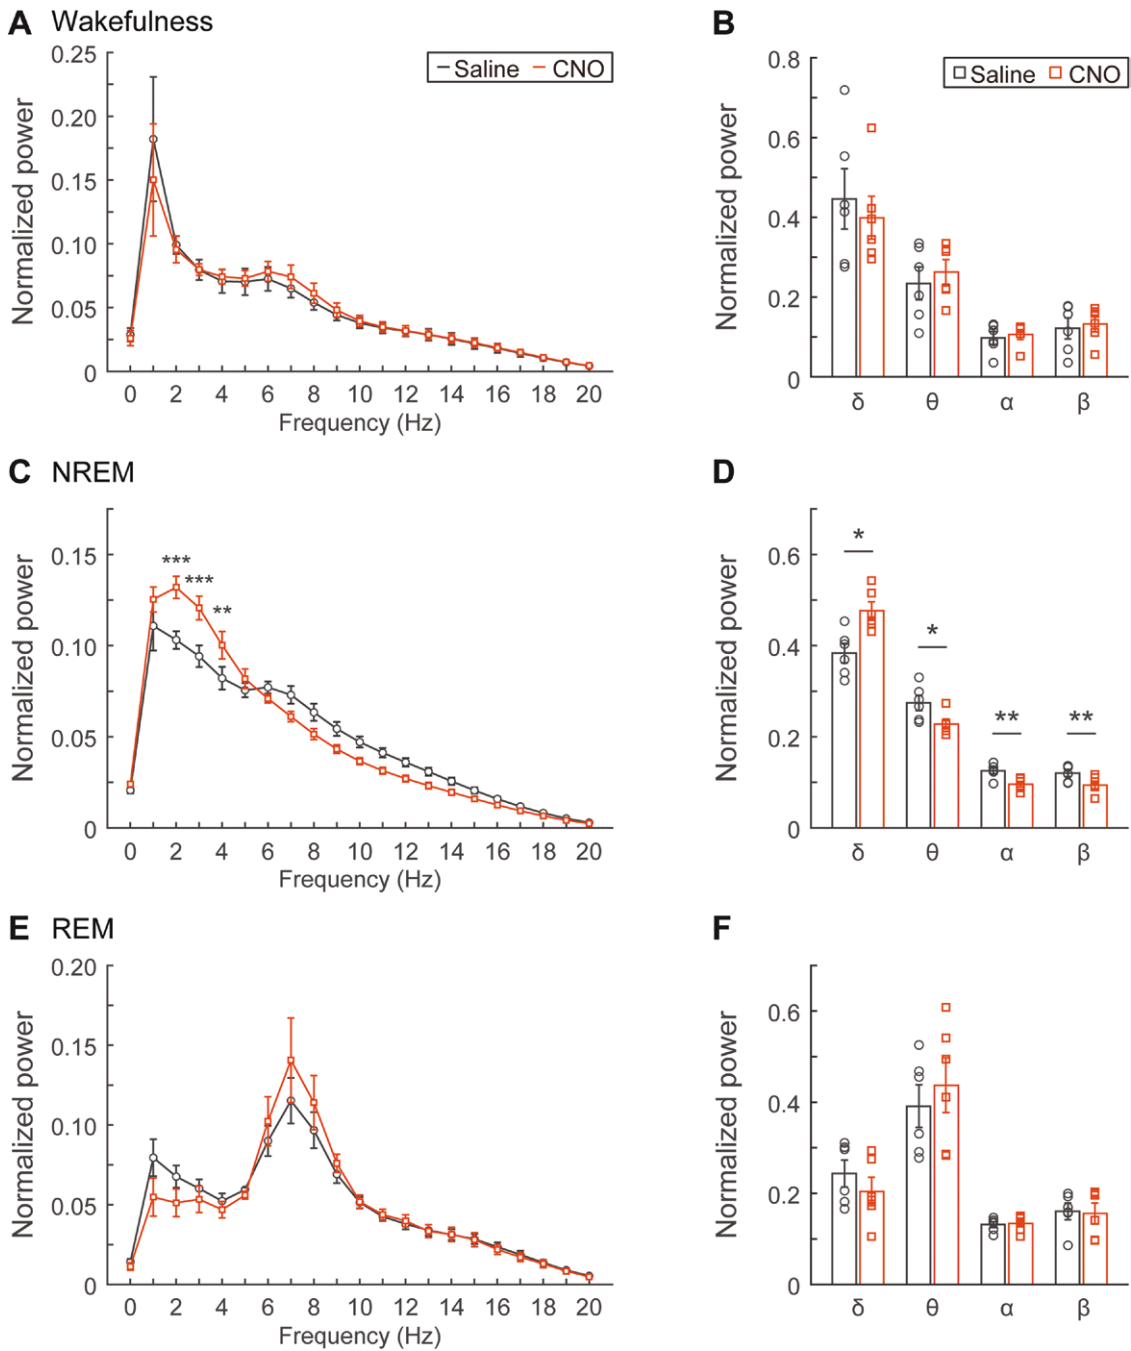 A Wakefulness
Normalized power
0.25
0.20
0.15
0.10
0.05
0
Saline CNO
0 2 4 6 8 10 12 14 16 18 20
Frequency (Hz)
B
Normalized power
0.8
0.6
0.4
0.2
0
Saline CNO
δ θ α β
C NREM
Normalized power
0.15
0.10
0.05
0
***
***
**
0 2 4 6 8 10 12 14 16 18 20
Frequency (Hz)
D
Normalized power
0.6
0.4
0.2
0
*
*
** **
δ θ α β
E REM
Normalized power
0.20
0.15
0.10
0.05
0
0 2 4 6 8 10 12 14 16 18 20
Frequency (Hz)
F
Normalized power
0.6
0.4
0.2
0
δ θ α β